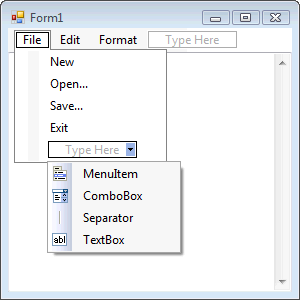 Form1
File Edit Format Type Here
New
Open...
Save...
Exit
Type Here
MenuItem
ComboBox
Separator
abl TextBox